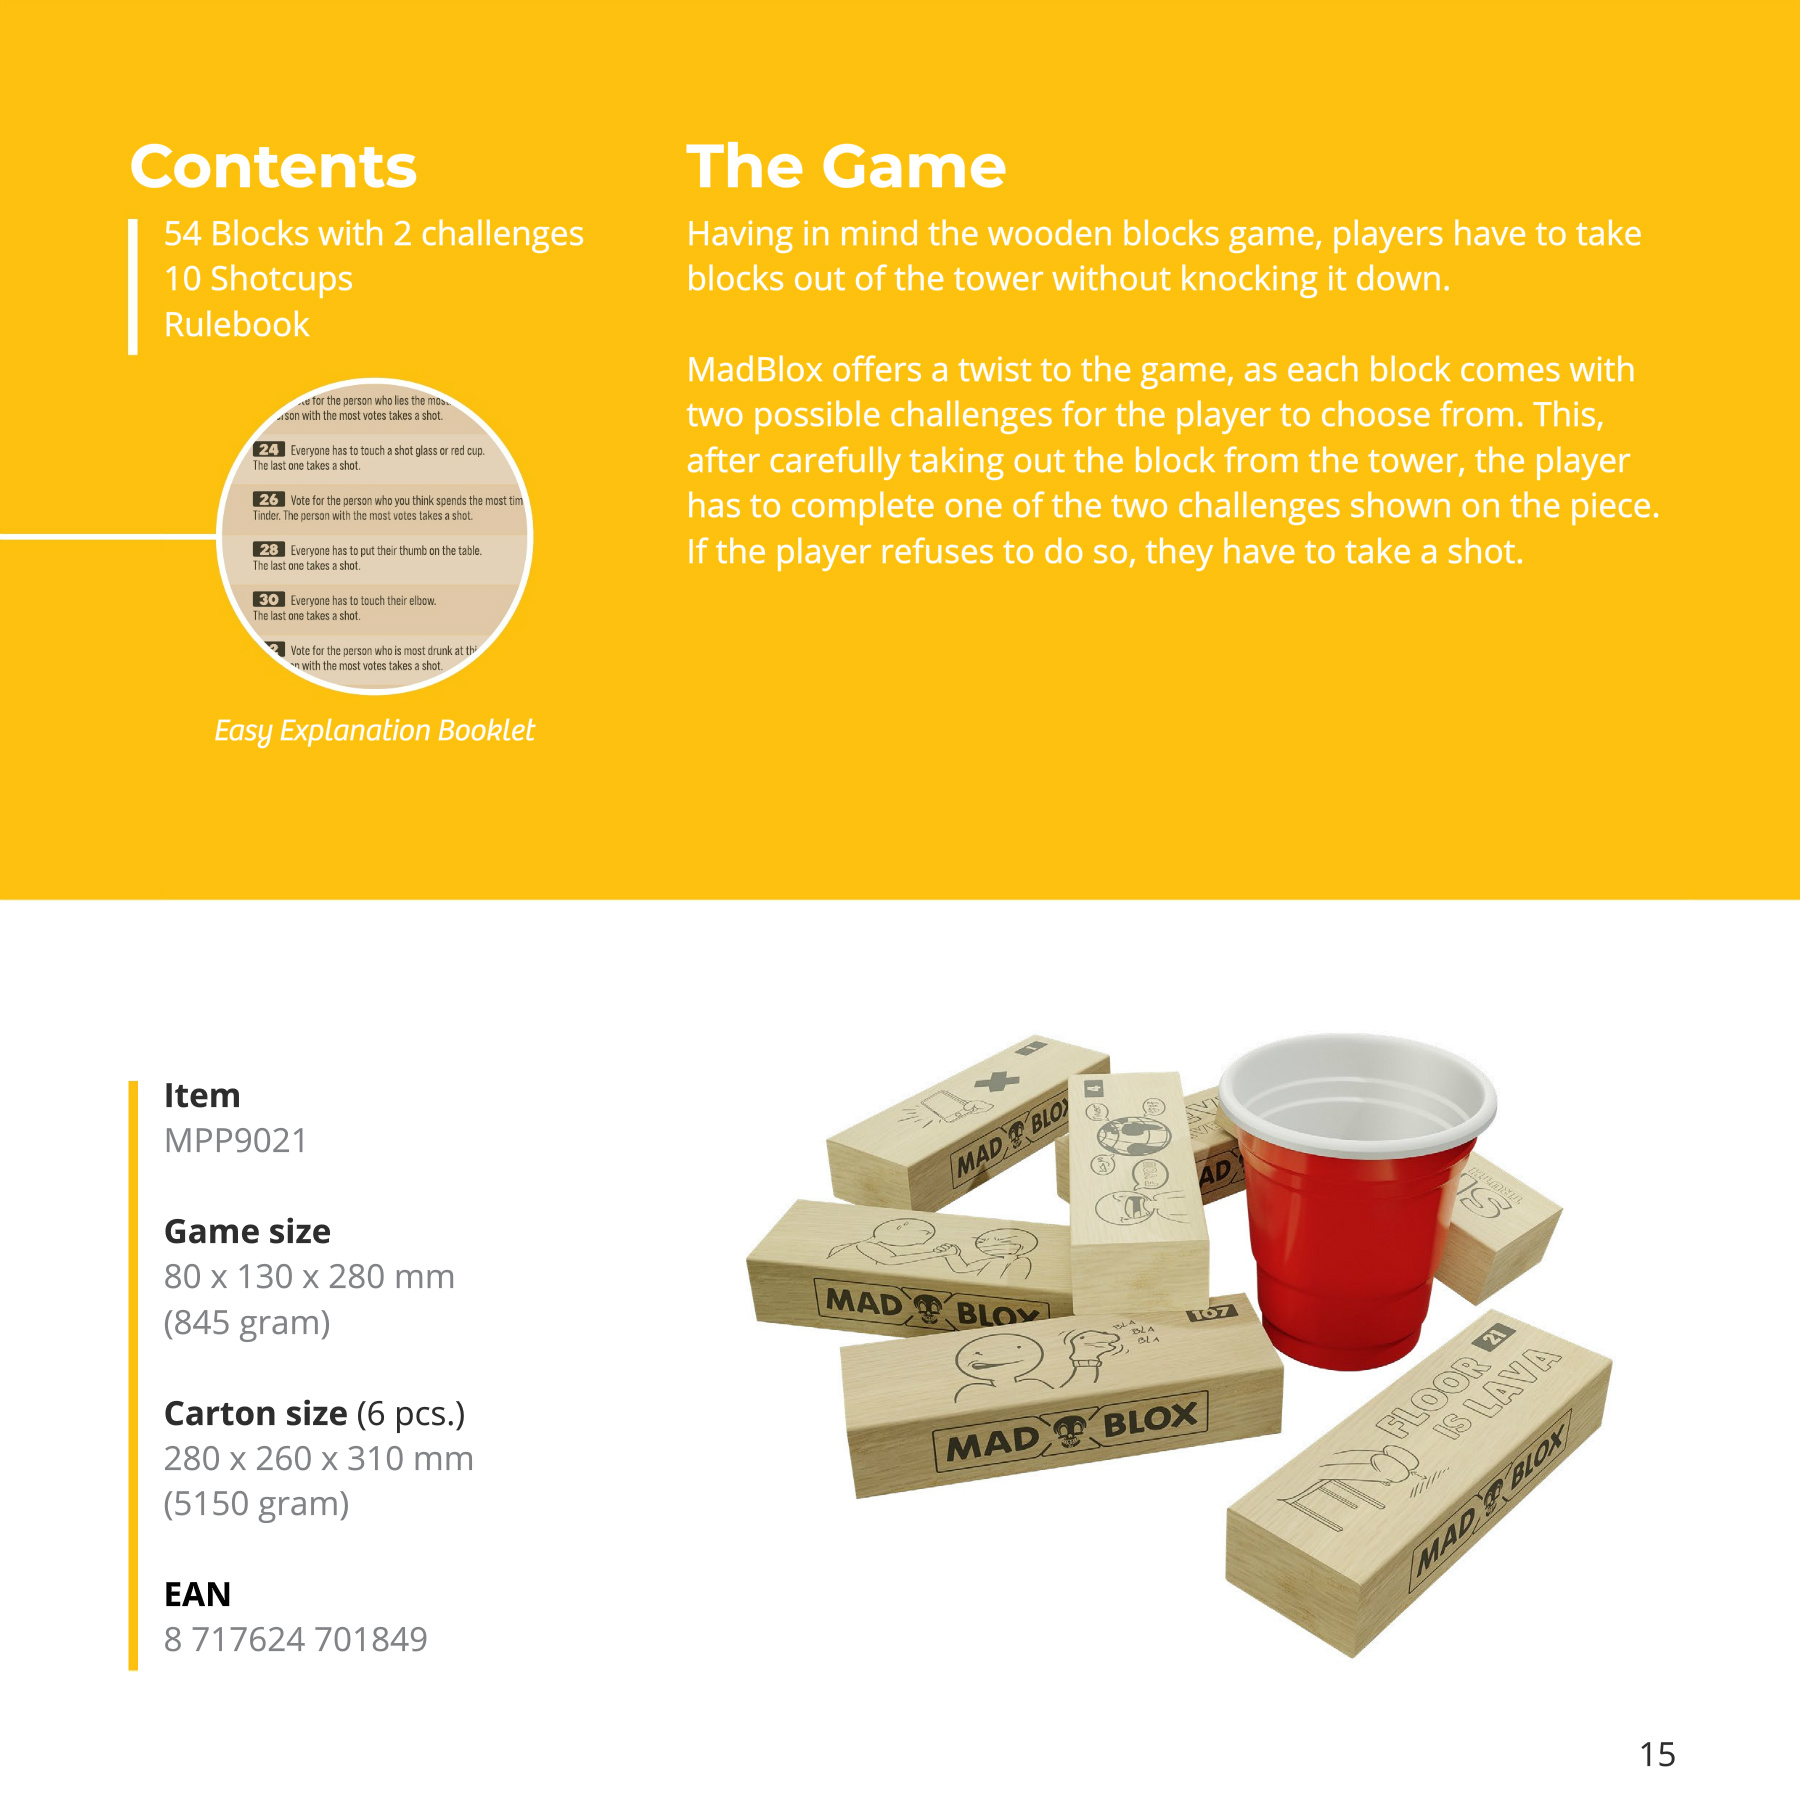 Contents
54 Blocks with 2 challenges
10 Shotcups
Rulebook
for the person who lies the
with the most votes takes a shot.
24 Everyone has to touch a shot glass or red cup.
The last one takes a shot.
26 Vote for the person who you think spends the most tim
Tinder. The person with the most votes takes a shot.
28 Everyone has to put their thumb on the table.
The last one takes a shot.
30 Everyone has to touch their elbow.
The last one takes a shot.
Vote for the person who is most drunk at
with the most votes takes a shot.
Easy Explanation Booklet
The Game
Having in mind the wooden blocks game, players have to take
blocks out of the tower without knocking it down.
MadBlox offers a twist to the game, as each block comes with
two possible challenges for the player to choose from. This,
after carefully taking out the block from the tower, the player
has to complete one of the two challenges shown on the piece.
If the player refuses to do so, they have to take a shot.
Item
MPP9021
Game size
80 x 130 x 280 mm
(845 gram)
Carton size (6 pcs.)
280 x 260 x 310 mm
(5150 gram)
EAN
8 717624 701849
1
MAD BLOX
4
AD
MAD BLOX
167
BLA
BLA
BLA
MAD BLOX
21
FLOOR
IS LAVA
MAD BLOX
15